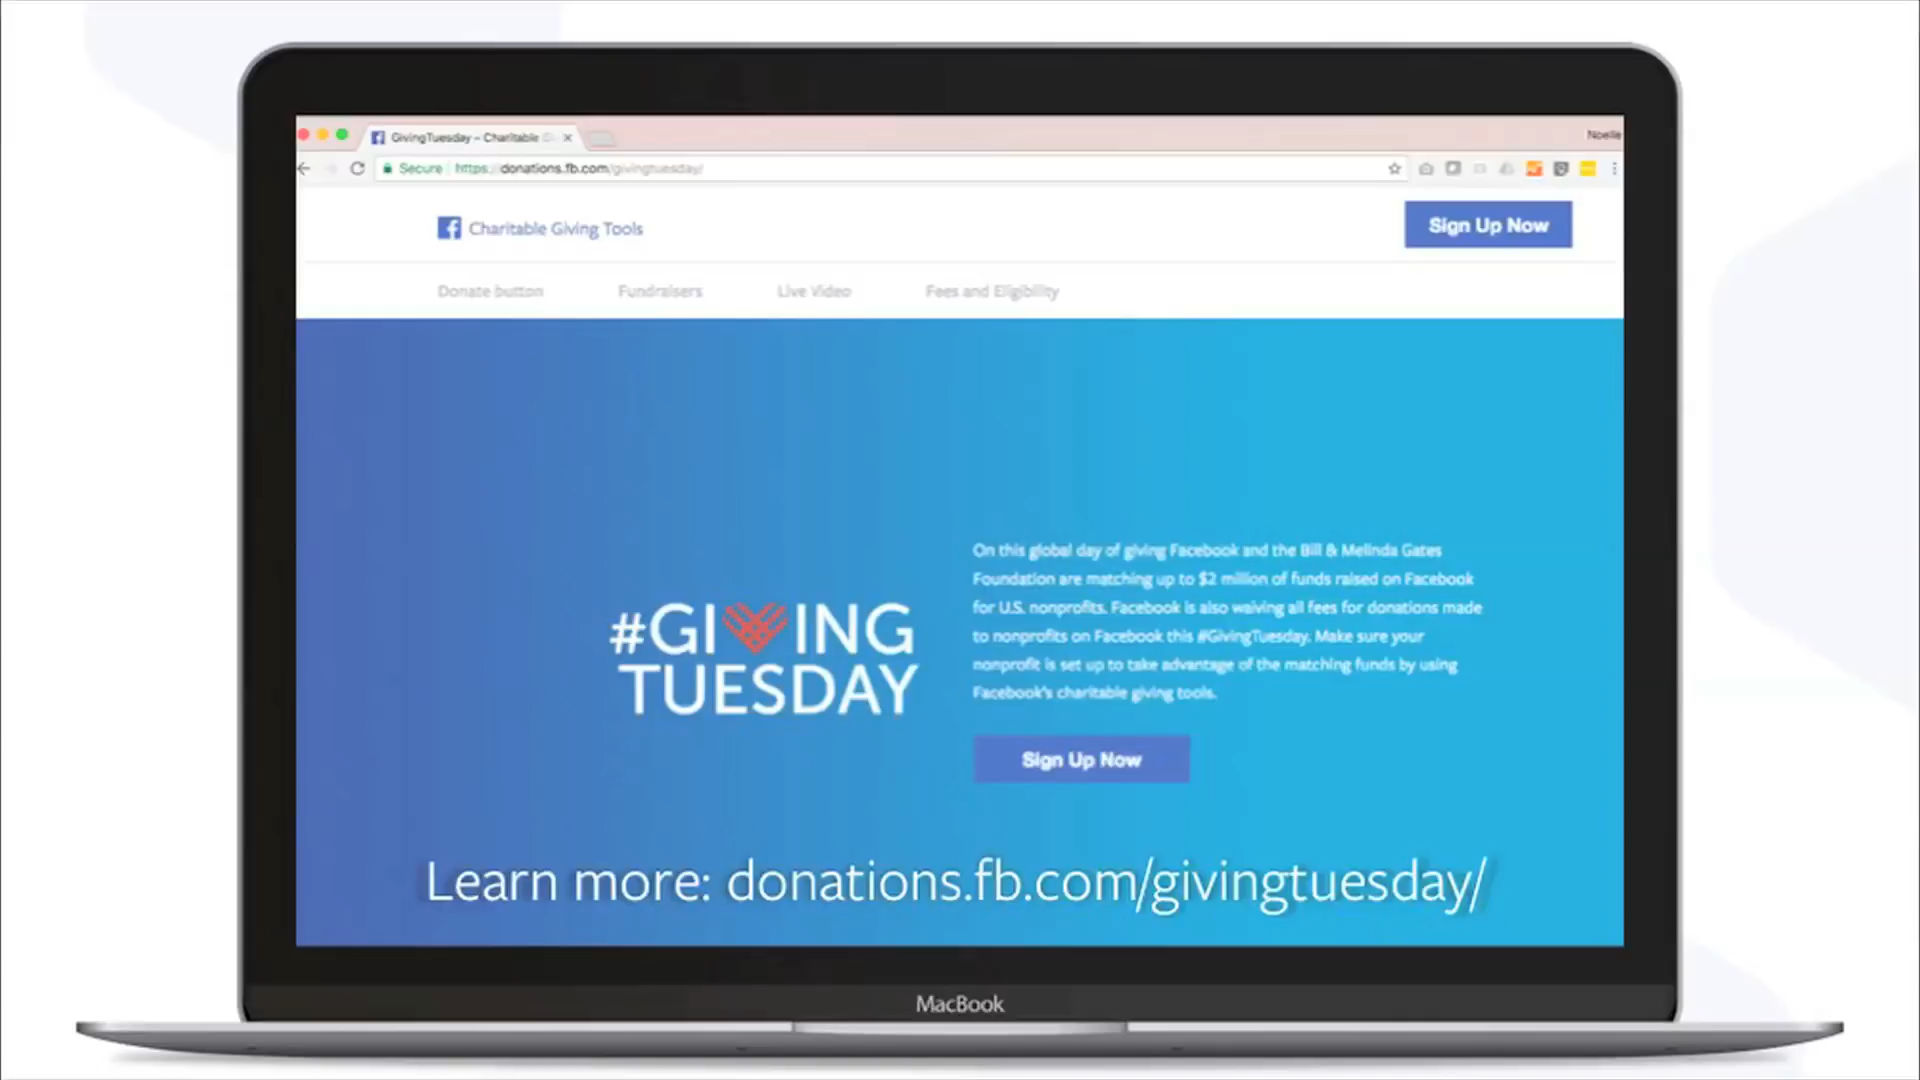 GivingTuesday – Charitable
Noelle
Secure https://donations.fb.com/givingtuesday/
Charitable Giving Tools
Sign Up Now
Donate button Fundraisers Live Video Fees and Eligibility
On this global day of giving Facebook and the Bill & Melinda Gates
Foundation are matching up to $2 million of funds raised on Facebook
for U.S. nonprofits. Facebook is also waiving all fees for donations made
to nonprofits on Facebook this #GivingTuesday. Make sure your
nonprofit is set up to take advantage of the matching funds by using
Facebook's charitable giving tools.
#GIVING
TUESDAY
Sign Up Now
Learn more: donations.fb.com/givingtuesday/
MacBook